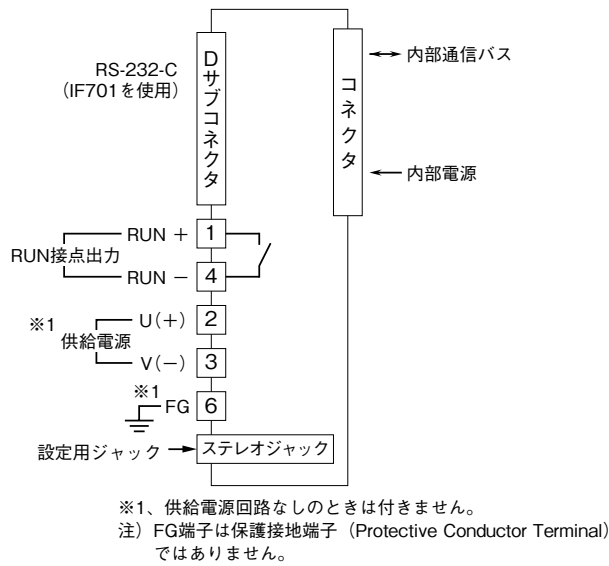 RS-232-C
（IF701を使用）
Dサブコネクタ
コネクタ
内部通信バス
内部電源
RUN接点出力
RUN +
1
RUN −
4
※1
供給電源
U(+)
2
V(−)
3
※1
FG
6
設定用ジャック
ステレオジャック
※1、供給電源回路なしのときは付きません。
注）FG端子は保護接地端子（Protective Conductor Terminal）
ではありません。